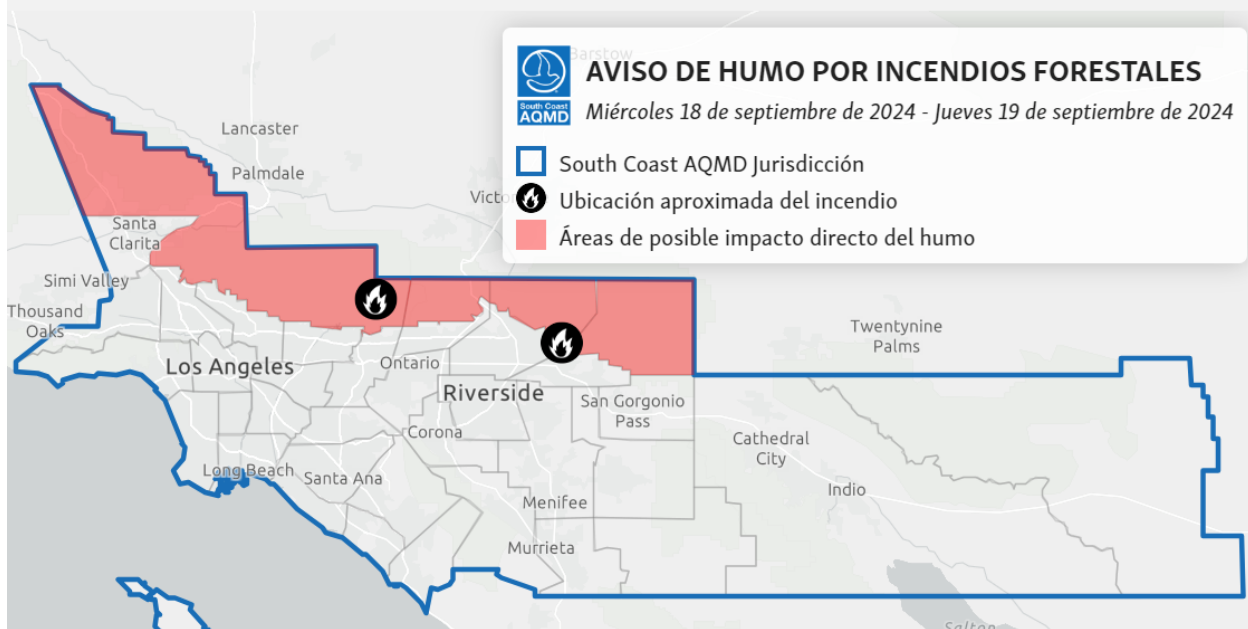 Barstow
South Coast
AQMD
AVISO DE HUMO POR INCENDIOS FORESTALES
Miércoles 18 de septiembre de 2024 - Jueves 19 de septiembre de 2024
South Coast AQMD Jurisdicción
Ubicación aproximada del incendio
Áreas de posible impacto directo del humo
Lancaster
Palmdale
Victo
Santa
Clarita
Simi Valley
Thousand
Oaks
Los Angeles
Ontario
Riverside
San Gorgonio
Pass
Twentynine
Palms
Corona
Cathedral
City
Long Beach
Santa Ana
Indio
Menifee
Murrieta
Salton